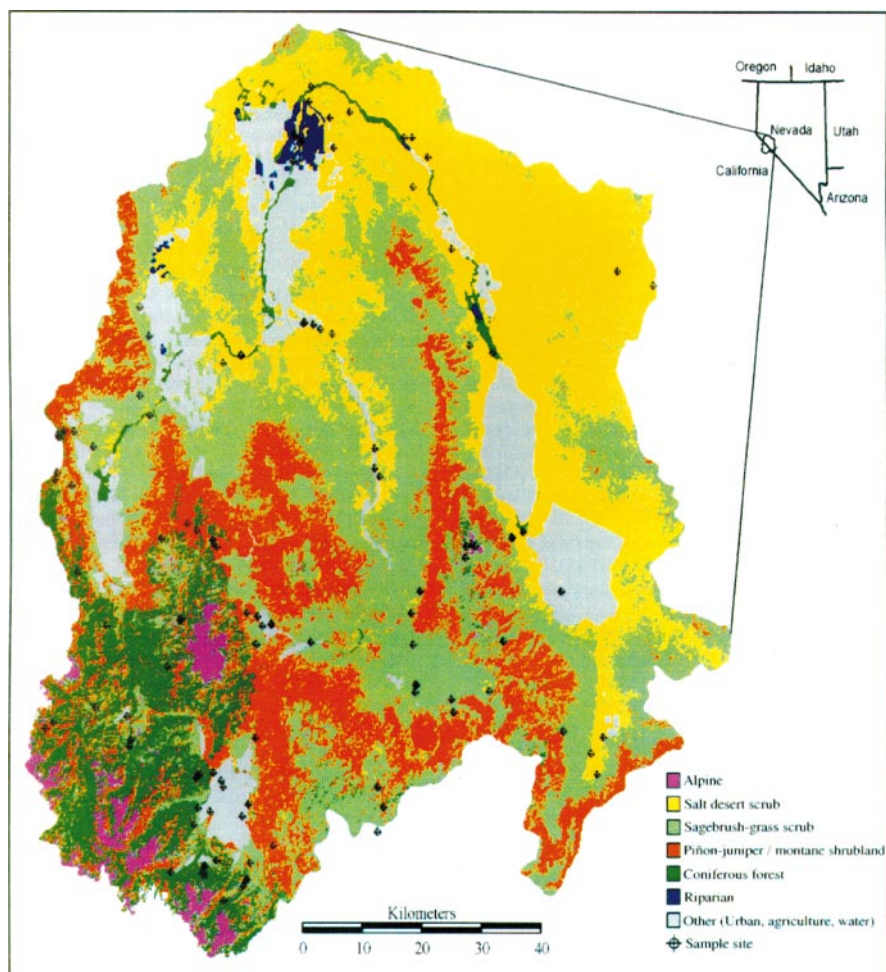 Oregon Idaho
Nevada
Utah
California
Arizona
Alpine
Salt desert scrub
Sagebrush-grass scrub
Piñon-juniper / montane shrubland
Coniferous forest
Riparian
Other (Urban, agriculture, water)
Sample site
Kilometers
0 10 20 30 40